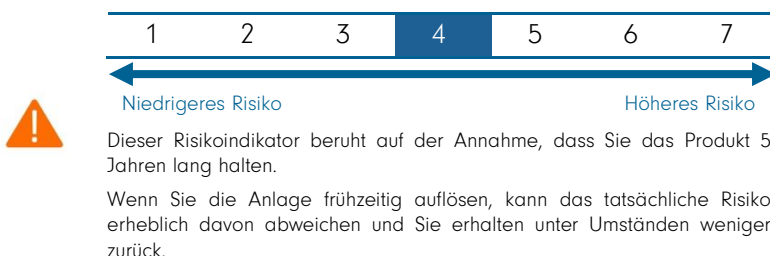 1 2 3 4 5 6 7
Niedrigeres Risiko Höheres Risiko
Dieser Risikoindikator beruht auf der Annahme, dass Sie das Produkt 5
Jahren lang halten.
Wenn Sie die Anlage frühzeitig auflösen, kann das tatsächliche Risiko
erheblich davon abweichen und Sie erhalten unter Umständen weniger
zurück.